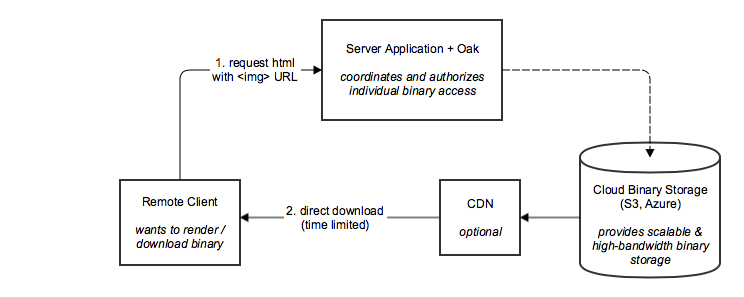 Server Application + Oak
coordinates and authorizes
individual binary access
1. request html
with <img> URL
Remote Client
wants to render /
download binary
2. direct download
(time limited)
CDN
optional
Cloud Binary Storage
(S3, Azure)
provides scalable &
high-bandwidth binary
storage